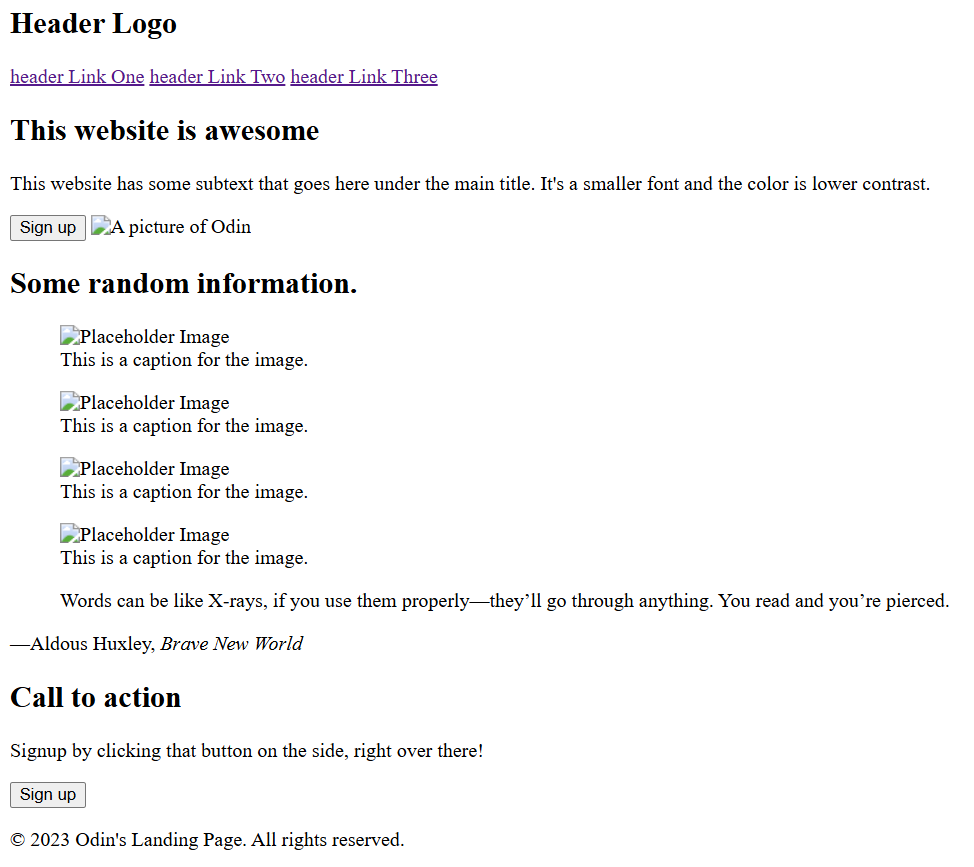 Header Logo
header Link One header Link Two header Link Three
This website is awesome
This website has some subtext that goes here under the main title. It's a smaller font and the color is lower contrast.
Sign up A picture of Odin
Some random information.
Placeholder Image
This is a caption for the image.
Placeholder Image
This is a caption for the image.
Placeholder Image
This is a caption for the image.
Placeholder Image
This is a caption for the image.
Words can be like X-rays, if you use them properly—they’ll go through anything. You read and you’re pierced.
—Aldous Huxley, Brave New World
Call to action
Signup by clicking that button on the side, right over there!
Sign up
© 2023 Odin's Landing Page. All rights reserved.